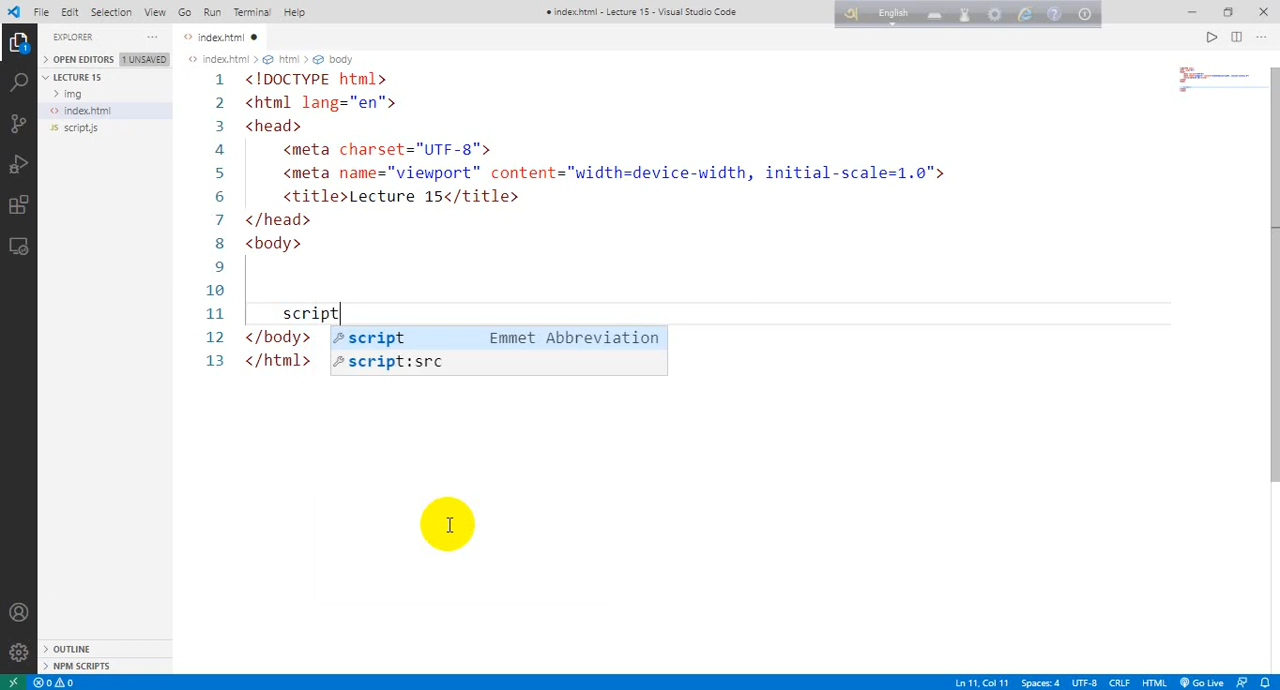 File Edit Selection View Go Run Terminal Help
● index.html - Lecture 15 - Visual Studio Code
অ English
EXPLORER ···
<> index.html ●
OPEN EDITORS 1 UNSAVED
<> index.html > html > body
LECTURE 15
> img
<> index.html
JS script.js
1 <!DOCTYPE html>
2 <html lang="en">
3 <head>
4 <meta charset="UTF-8">
5 <meta name="viewport" content="width=device-width, initial-scale=1.0">
6 <title>Lecture 15</title>
7 </head>
8 <body>
9
10
11 script
12 </body>
13 </html>
script Emmet Abbreviation
script:src
OUTLINE
NPM SCRIPTS
0 0
Ln 11, Col 11 Spaces: 4 UTF-8 CRLF HTML Go Live